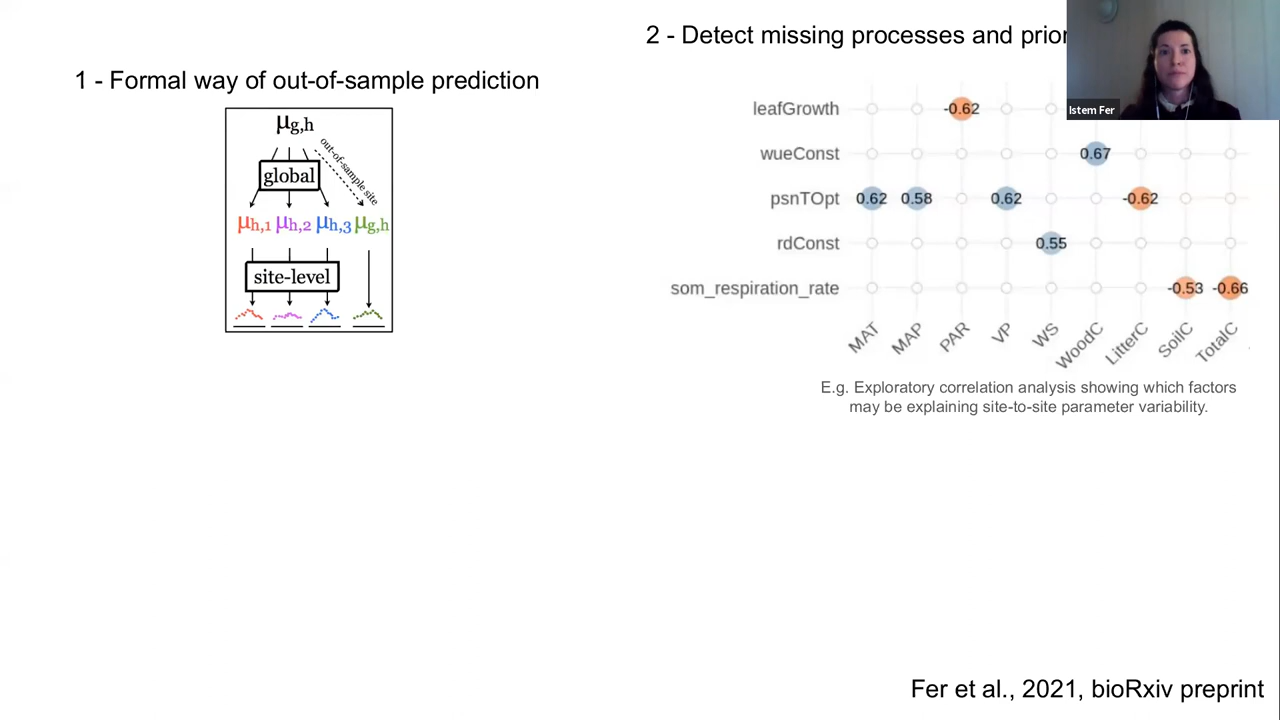 1 - Formal way of out-of-sample prediction
μg,h
out-of-sample site
global
μh,1 μh,2 μh,3 μg,h
site-level
2 - Detect missing processes and prior
Istem Fer
leafGrowth -0.62
wueConst 0.67
psnTOpt 0.62 0.58 0.62 -0.62
rdConst 0.55
som_respiration_rate -0.53 -0.66
MAT MAP PAR VP WS WoodC LitterC SoilC TotalC
E.g. Exploratory correlation analysis showing which factors
may be explaining site-to-site parameter variability.
Fer et al., 2021, bioRxiv preprint